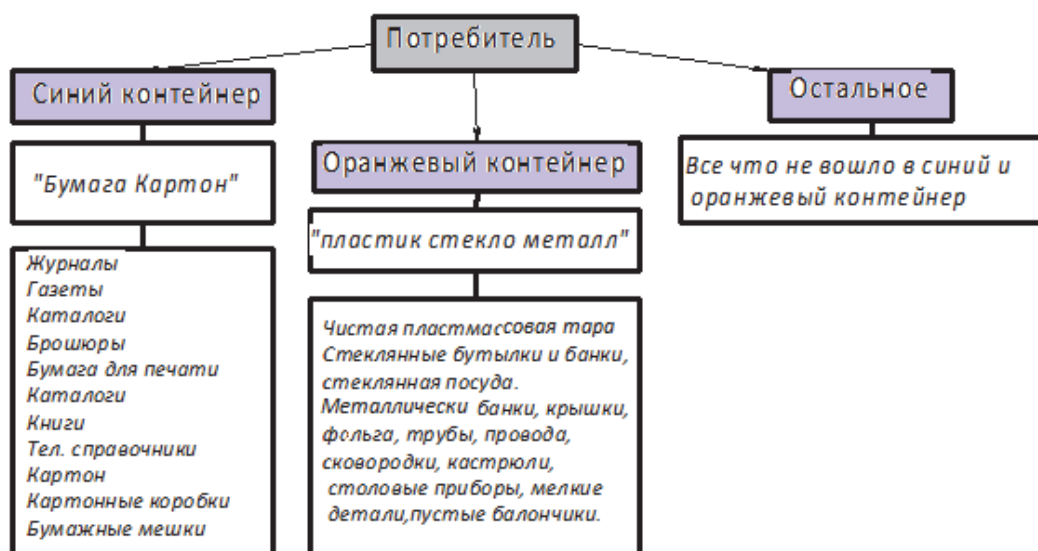 Потребитель
Синий контейнер
"Бумага Картон"
Журналы
Газеты
Каталоги
Брошюры
Бумага для печати
Каталоги
Книги
Тел. справочники
Картон
Картонные коробки
Бумажные мешки
Оранжевый контейнер
"пластик стекло металл"
Чистая пластмассовая тара
Стеклянные бутылки и банки,
стеклянная посуда.
Металлически банки, крышки,
фольга, трубы, провода,
сковородки, кастрюли,
столовые приборы, мелкие
детали,пустые балончики.
Остальное
Все что не вошло в синий и
оранжевый контейнер